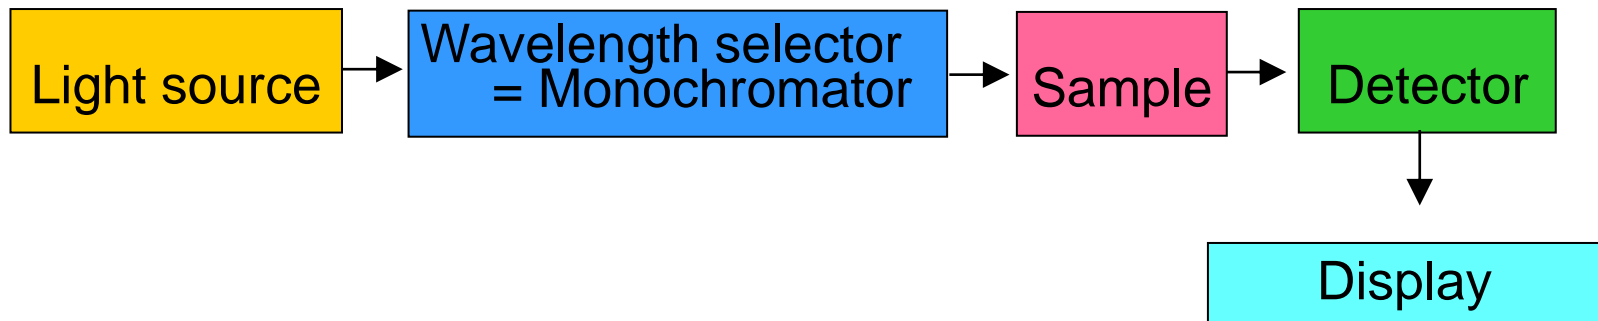 Light source
Wavelength selector
= Monochromator
Sample
Detector
Display